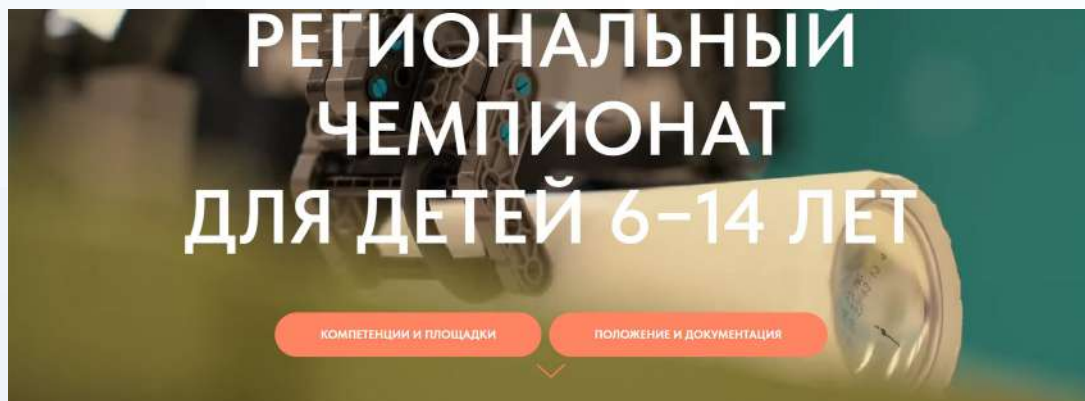 РЕГИОНАЛЬНЫЙ
ЧЕМПИОНАТ
ДЛЯ ДЕТЕЙ 6–14 ЛЕТ
КОМПЕТЕНЦИИ И ПЛОЩАДКИ
ПОЛОЖЕНИЕ И ДОКУМЕНТАЦИЯ